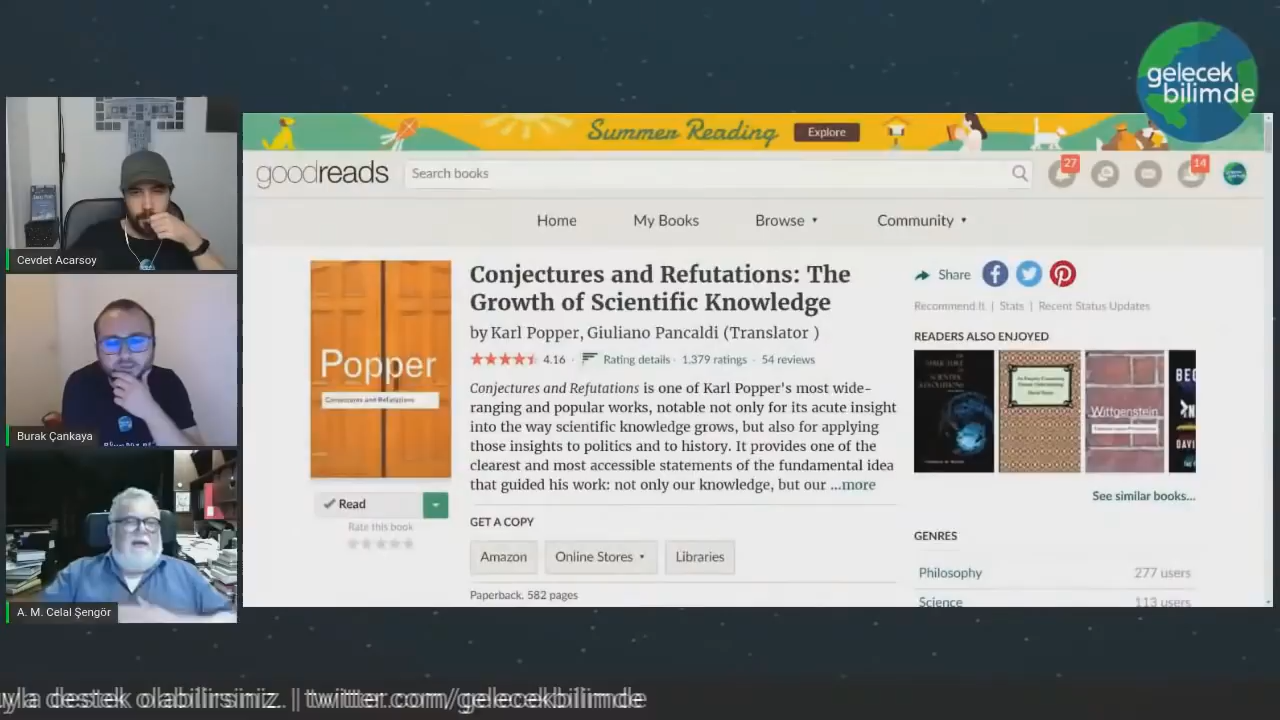 gelecek
bilimde
Cevdet Acarsoy
Burak Çankaya
A. M. Celal Şengör
Summer Reading
Explore
goodreads
Search books
27
14
Home
My Books
Browse
Community
Popper
Conjectures and Refutations
Read
Rate this book
Conjectures and Refutations: The
Growth of Scientific Knowledge
by Karl Popper, Giuliano Pancaldi (Translator )
4.16 · Rating details · 1.379 ratings · 54 reviews
Conjectures and Refutations is one of Karl Popper's most wide-
ranging and popular works, notable not only for its acute insight
into the way scientific knowledge grows, but also for applying
those insights to politics and to history. It provides one of the
clearest and most accessible statements of the fundamental idea
that guided his work: not only our knowledge, but our ...more
GET A COPY
Amazon
Online Stores
Libraries
Paperback. 582 pages
Share
Recommend It | Stats | Recent Status Updates
READERS ALSO ENJOYED
Wittgenstein
See similar books...
GENRES
Philosophy 277 users
Science 113 users
yla destek olabilirsiniz. || twitter.com/gelecekbilimde